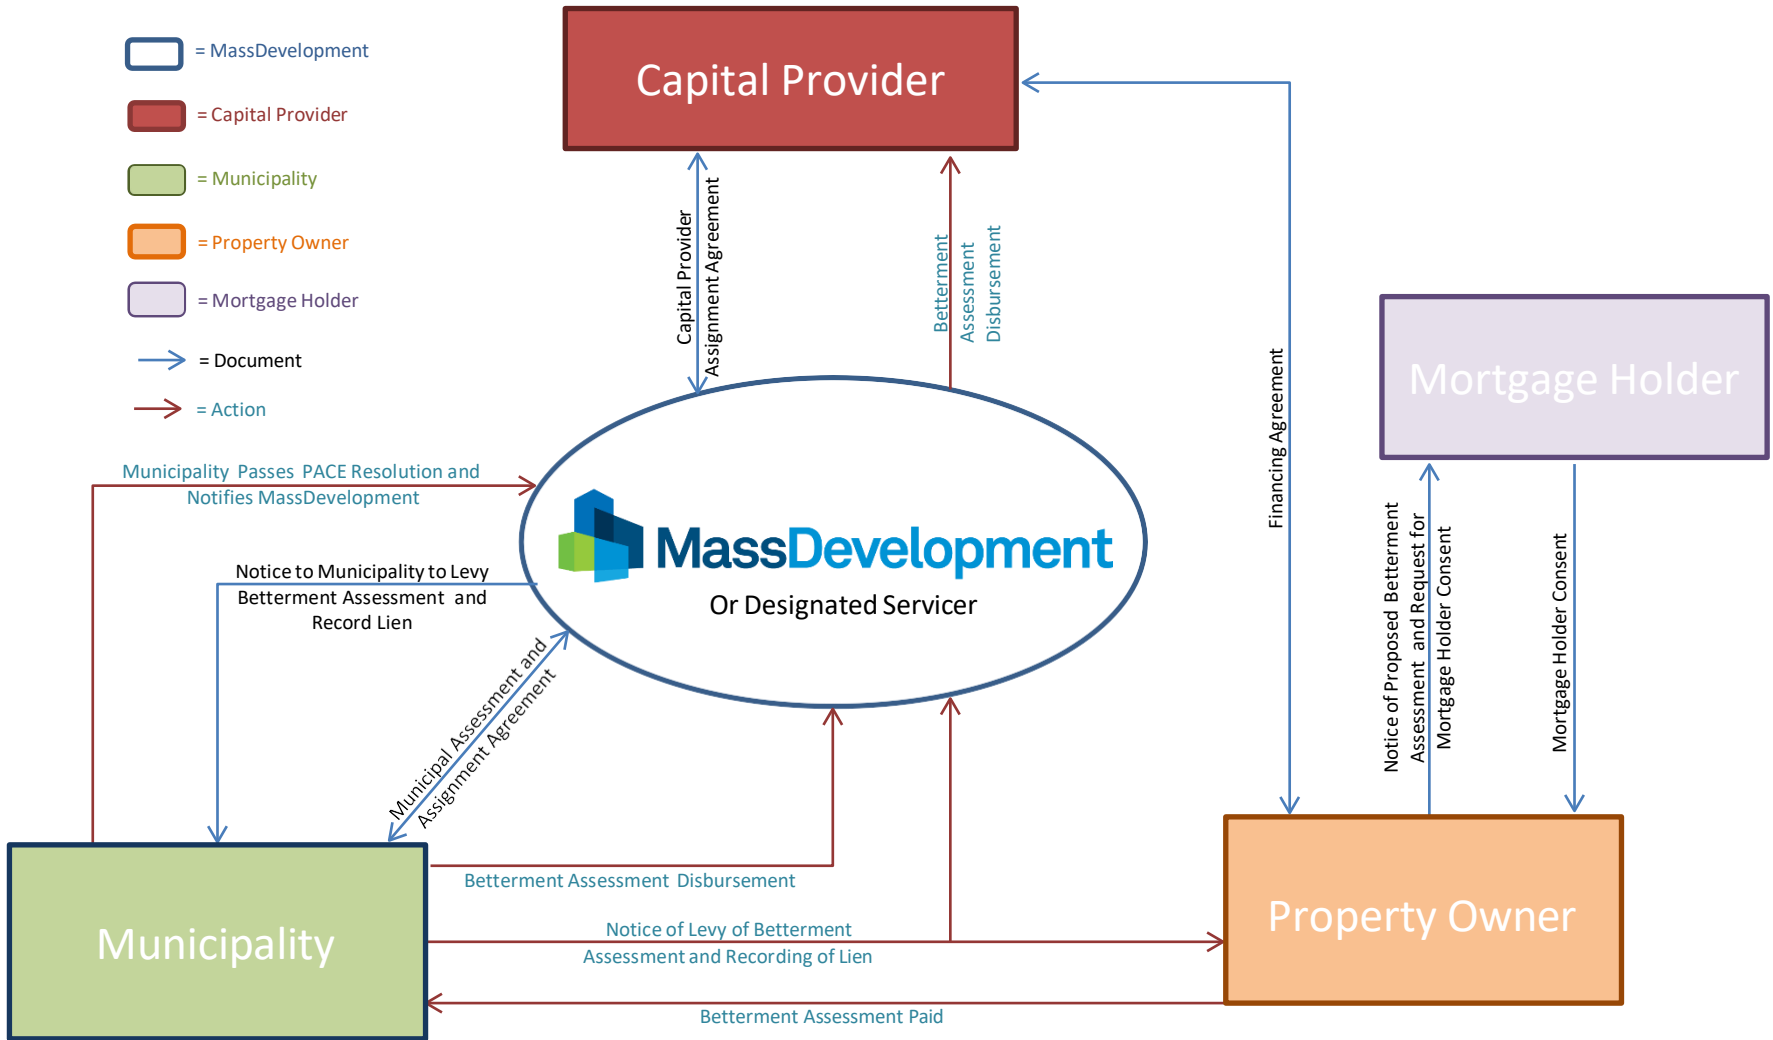 = MassDevelopment
= Capital Provider
= Municipality
= Property Owner
= Mortgage Holder
= Document
= Action
Capital Provider
Capital Provider
Assignment Agreement
Betterment
Assessment
Disbursement
Financing Agreement
Mortgage Holder
Municipality Passes PACE Resolution and
Notifies MassDevelopment
MassDevelopment
Or Designated Servicer
Notice to Municipality to Levy
Betterment Assessment and
Record Lien
Municipal Assessment and
Assignment Agreement
Notice of Proposed Betterment
Assessment and Request for
Mortgage Holder Consent
Mortgage Holder Consent
Municipality
Betterment Assessment Disbursement
Notice of Levy of Betterment
Assessment and Recording of Lien
Betterment Assessment Paid
Property Owner